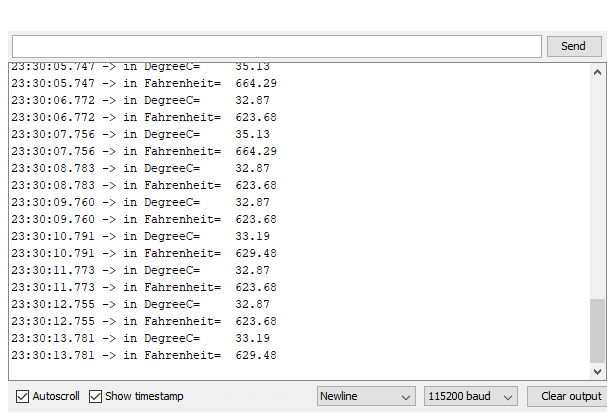 Send
23:30:05.747 -> in DegreeC=     35.13
23:30:05.747 -> in Fahrenheit=  664.29
23:30:06.772 -> in DegreeC=     32.87
23:30:06.772 -> in Fahrenheit=  623.68
23:30:07.756 -> in DegreeC=     35.13
23:30:07.756 -> in Fahrenheit=  664.29
23:30:08.783 -> in DegreeC=     32.87
23:30:08.783 -> in Fahrenheit=  623.68
23:30:09.760 -> in DegreeC=     32.87
23:30:09.760 -> in Fahrenheit=  623.68
23:30:10.791 -> in DegreeC=     33.19
23:30:10.791 -> in Fahrenheit=  629.48
23:30:11.773 -> in DegreeC=     32.87
23:30:11.773 -> in Fahrenheit=  623.68
23:30:12.755 -> in DegreeC=     32.87
23:30:12.755 -> in Fahrenheit=  623.68
23:30:13.781 -> in DegreeC=     33.19
23:30:13.781 -> in Fahrenheit=  629.48
Autoscroll Show timestamp Newline 115200 baud Clear output